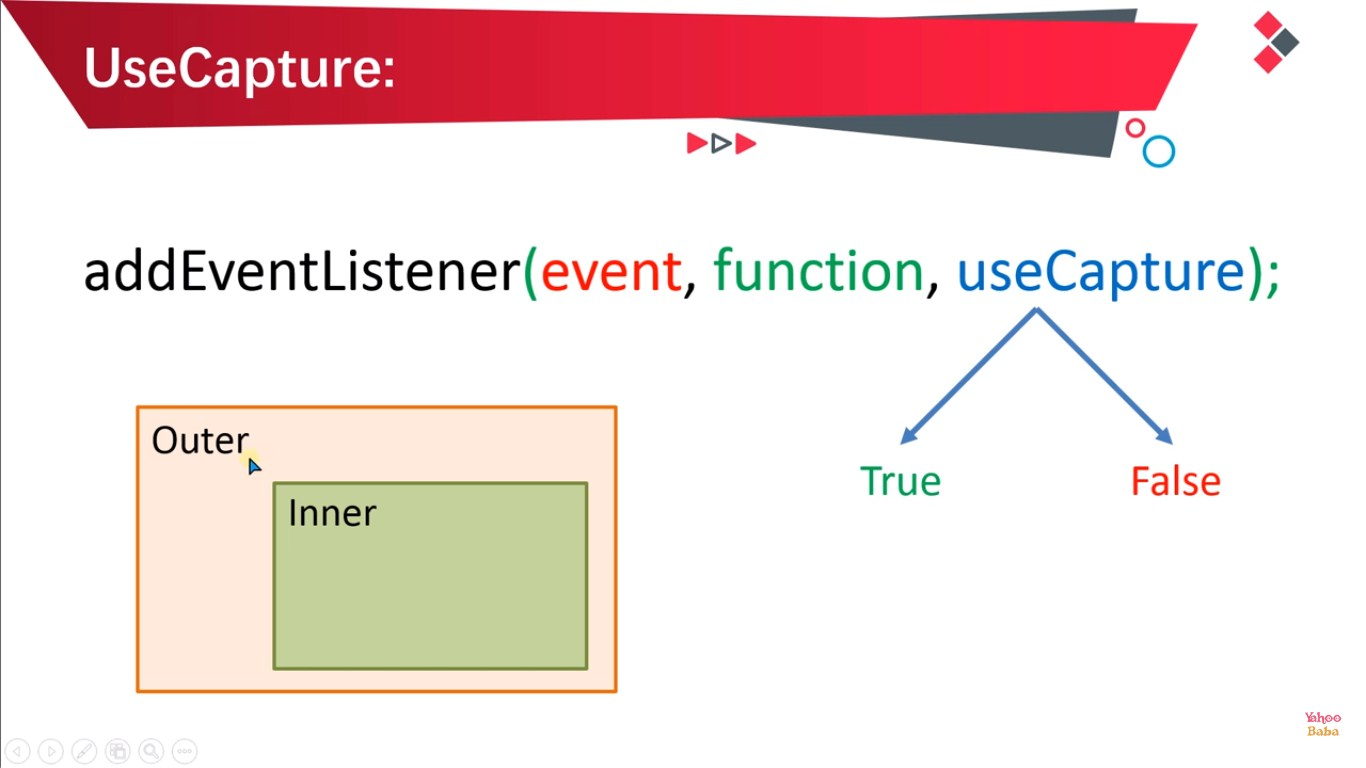 UseCapture:
addEventListener(event, function, useCapture);
Outer
Inner
True
False
Yahoo
Baba